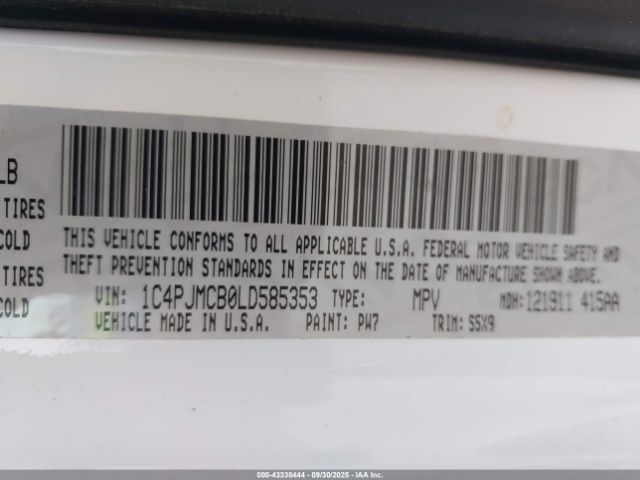 LB
TIRES
COLD
COLD
THIS VEHICLE CONFORMS TO ALL APPLICABLE U.S.A. FEDERAL MOTOR VEHICLE SAFETY AND
THEFT PREVENTION STANDARDS IN EFFECT ON THE DATE OF MANUFACTURE SHOWN ABOVE.
VIN: 1C4PJMCB0LD585353 TYPE: MPV MDH: 121911 415AA
VEHICLE MADE IN U.S.A. PAINT: PW7 TRIM: S5X9
000-43338444 - 09/30/2025 - IAA Inc.